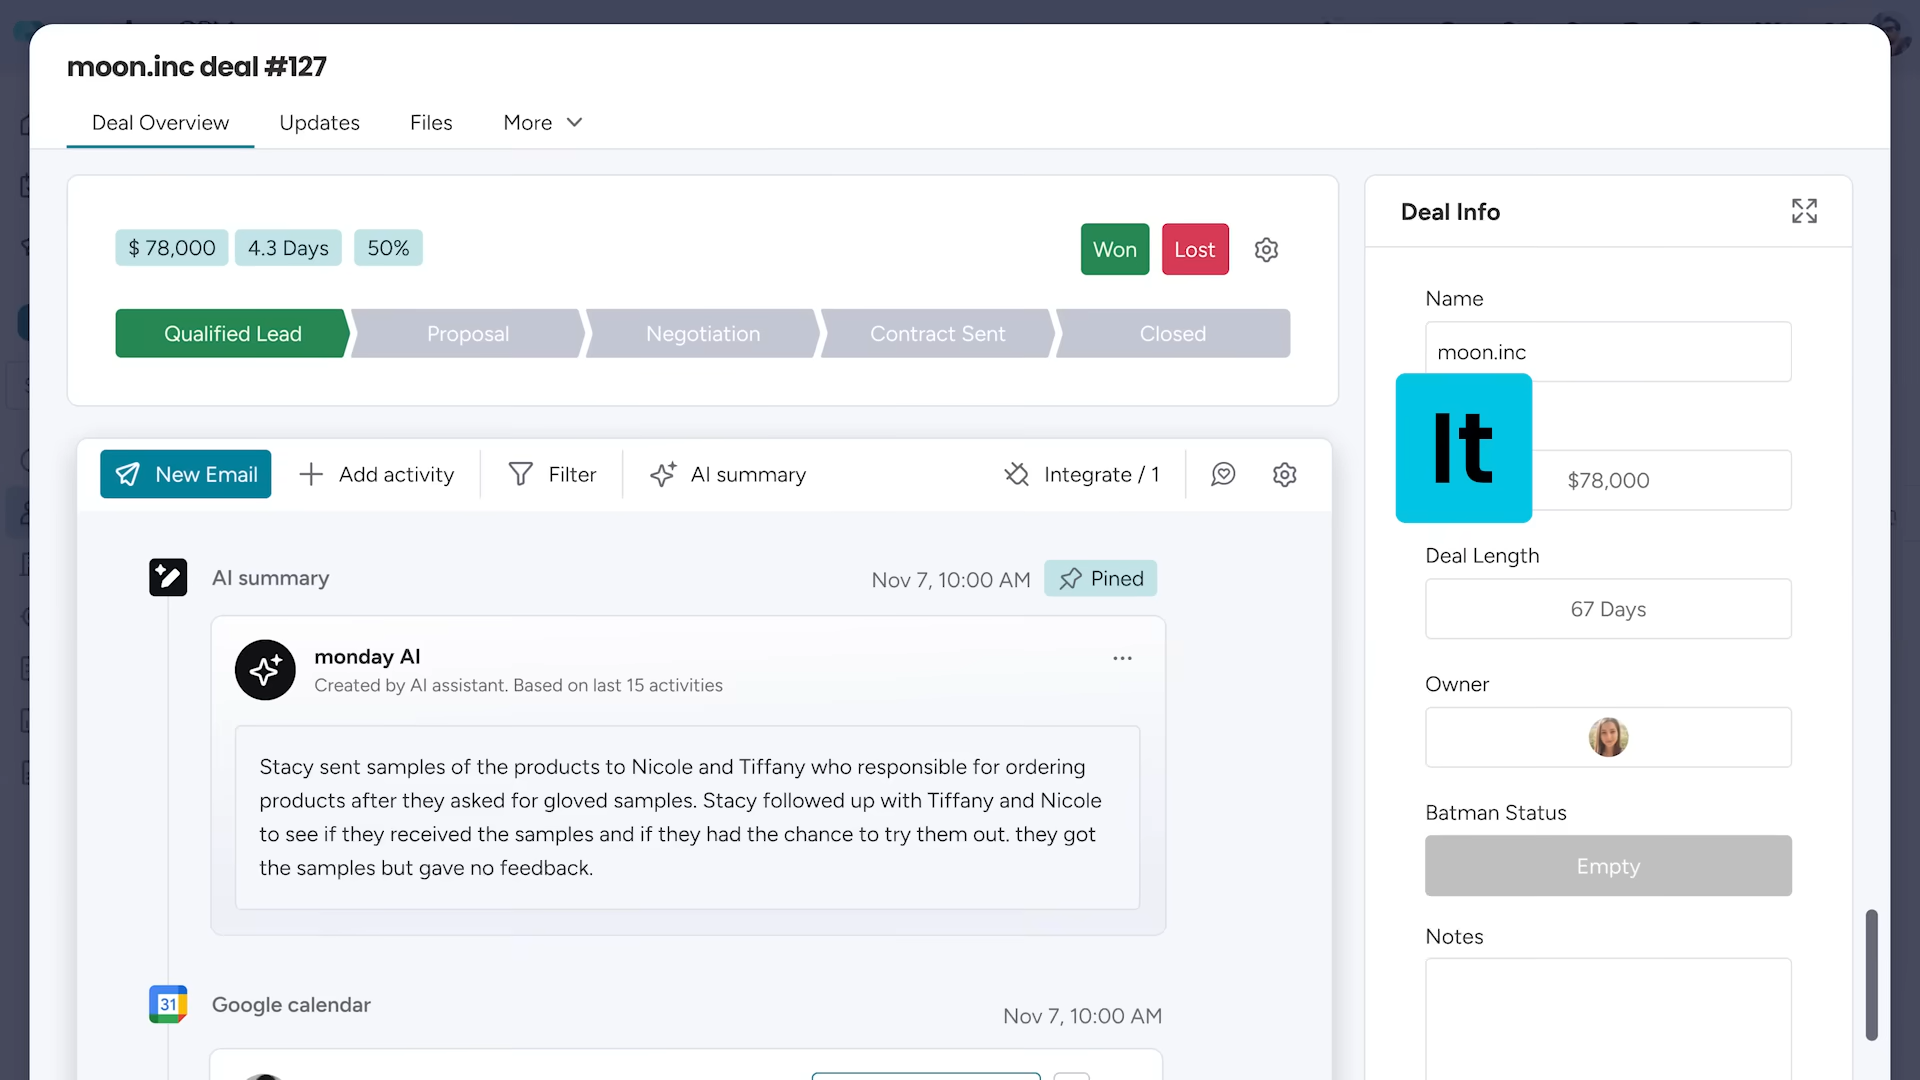 moon.inc deal #127
Deal Overview
Updates
Files
More
$ 78,000
4.3 Days
50%
Won
Lost
Qualified Lead
Proposal
Negotiation
Contract Sent
Closed
New Email
Add activity
Filter
AI summary
Integrate / 1
AI summary
Nov 7, 10:00 AM
Pined
monday AI
Created by AI assistant. Based on last 15 activities
Stacy sent samples of the products to Nicole and Tiffany who responsible for ordering
products after they asked for gloved samples. Stacy followed up with Tiffany and Nicole
to see if they received the samples and if they had the chance to try them out. they got
the samples but gave no feedback.
31
Google calendar
Nov 7, 10:00 AM
Deal Info
Name
moon.inc
It
$78,000
Deal Length
67 Days
Owner
Batman Status
Empty
Notes